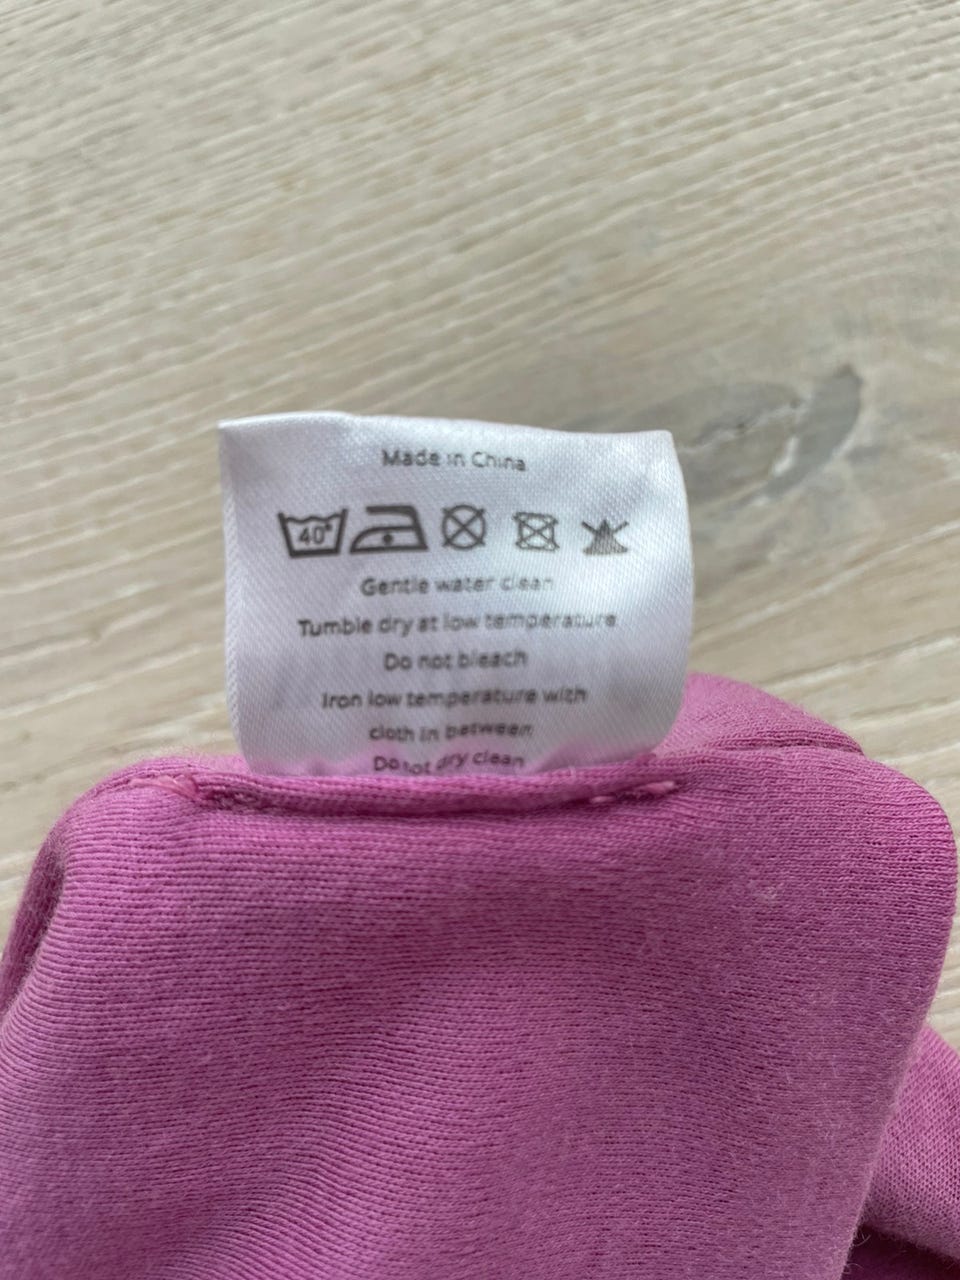 Made in China
40°
Gentle water clean
Tumble dry at low temperature
Do not bleach
Iron low temperature with
cloth in between
Do not dry clean